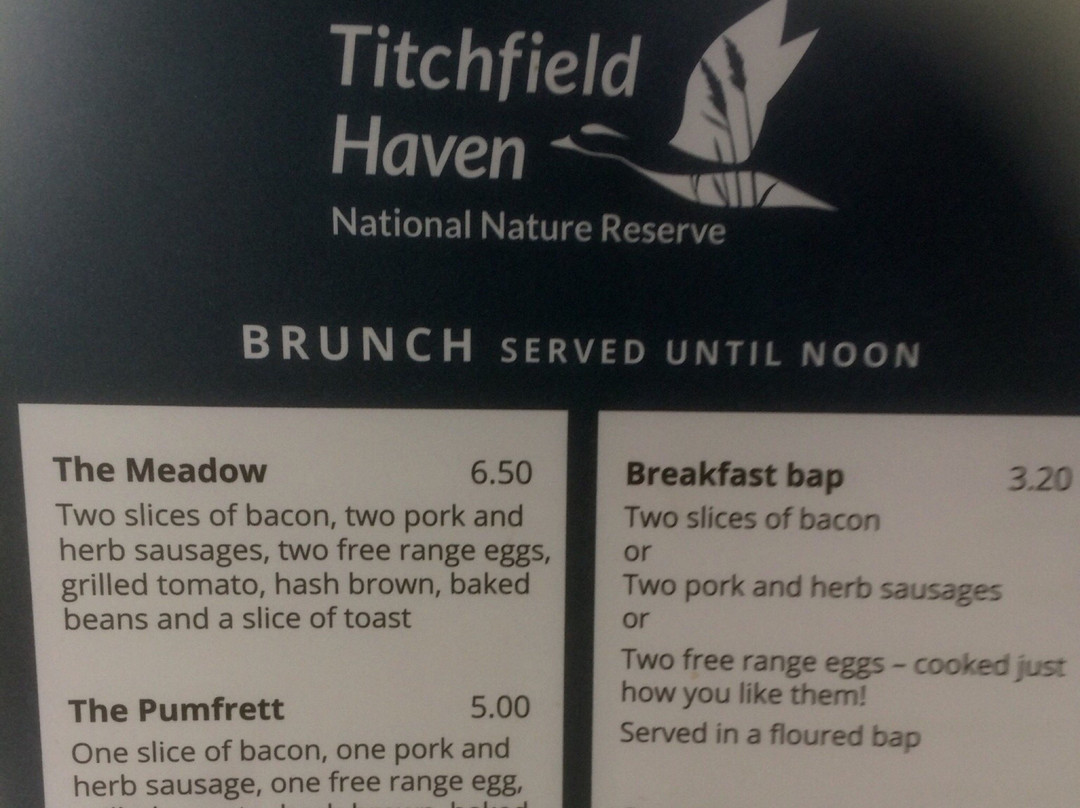 Titchfield
Haven
National Nature Reserve
BRUNCH SERVED UNTIL NOON
The Meadow 6.50
Two slices of bacon, two pork and
herb sausages, two free range eggs,
grilled tomato, hash brown, baked
beans and a slice of toast
The Pumfrett 5.00
One slice of bacon, one pork and
herb sausage, one free range egg,
Breakfast bap 3.20
Two slices of bacon
or
Two pork and herb sausages
or
Two free range eggs – cooked just
how you like them!
Served in a floured bap